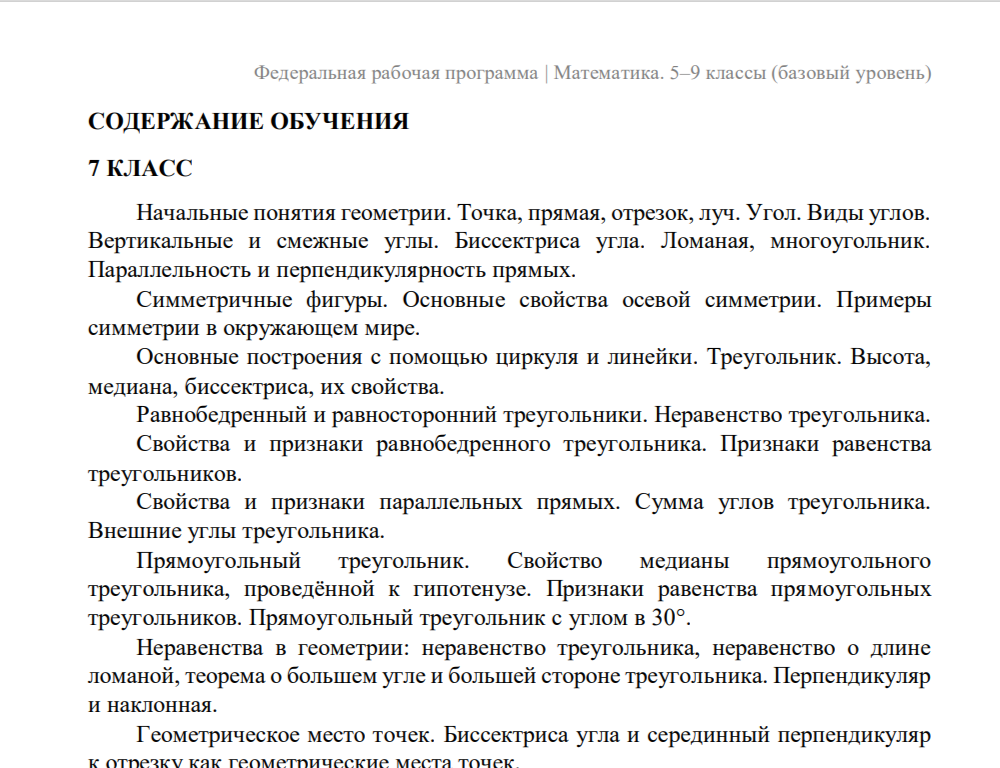 Федеральная рабочая программа | Математика. 5–9 классы (базовый уровень)
СОДЕРЖАНИЕ ОБУЧЕНИЯ
7 КЛАСС
Начальные понятия геометрии. Точка, прямая, отрезок, луч. Угол. Виды углов.
Вертикальные и смежные углы. Биссектриса угла. Ломаная, многоугольник.
Параллельность и перпендикулярность прямых.
Симметричные фигуры. Основные свойства осевой симметрии. Примеры
симметрии в окружающем мире.
Основные построения с помощью циркуля и линейки. Треугольник. Высота,
медиана, биссектриса, их свойства.
Равнобедренный и равносторонний треугольники. Неравенство треугольника.
Свойства и признаки равнобедренного треугольника. Признаки равенства
треугольников.
Свойства и признаки параллельных прямых. Сумма углов треугольника.
Внешние углы треугольника.
Прямоугольный треугольник. Свойство медианы прямоугольного
треугольника, проведённой к гипотенузе. Признаки равенства прямоугольных
треугольников. Прямоугольный треугольник с углом в 30°.
Неравенства в геометрии: неравенство треугольника, неравенство о длине
ломаной, теорема о большем угле и большей стороне треугольника. Перпендикуляр
и наклонная.
Геометрическое место точек. Биссектриса угла и серединный перпендикуляр
к отрезку как геометрические места точек.